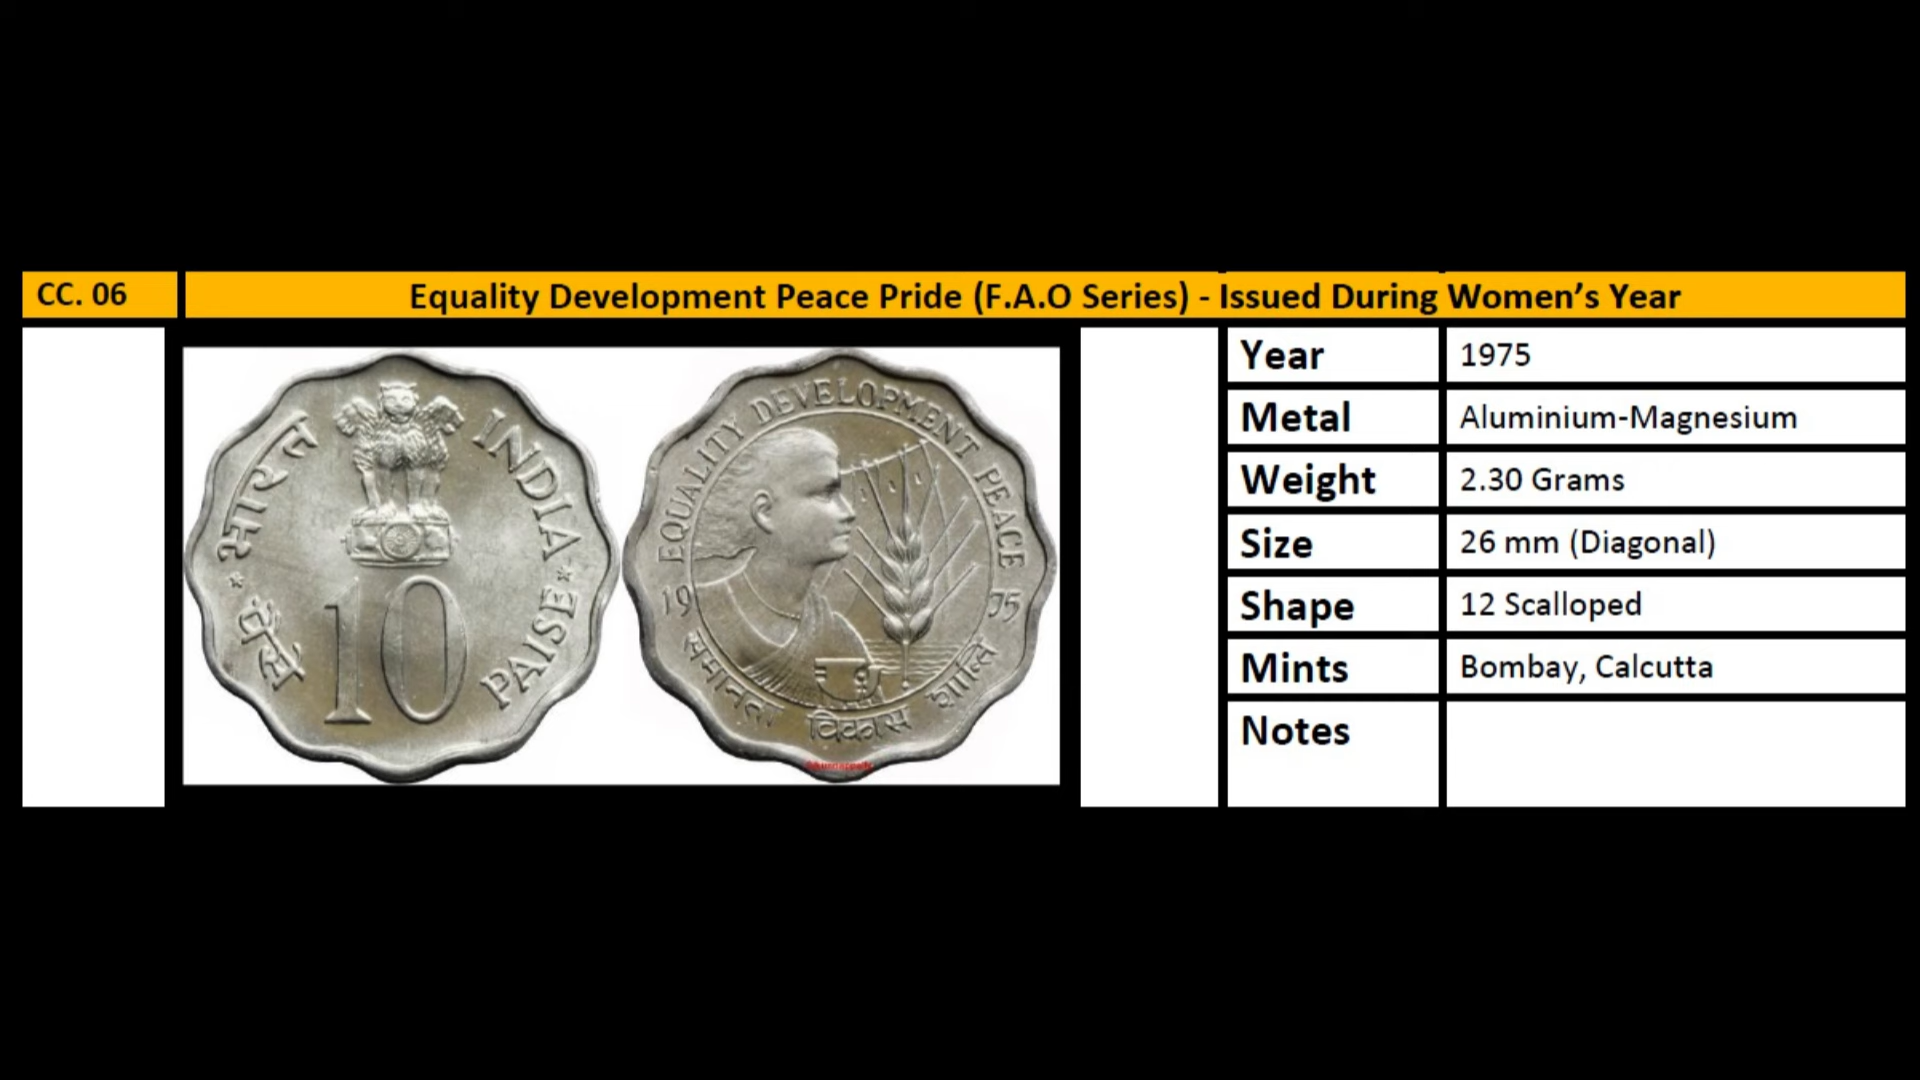 CC. 06
Equality Development Peace Pride (F.A.O Series) - Issued During Women’s Year
भारत
INDIA
पैसे
10
PAISE
EQUALITY DEVELOPMENT PEACE
19 75
समानता विकास शान्ति
Year 1975
Metal Aluminium-Magnesium
Weight 2.30 Grams
Size 26 mm (Diagonal)
Shape 12 Scalloped
Mints Bombay, Calcutta
Notes